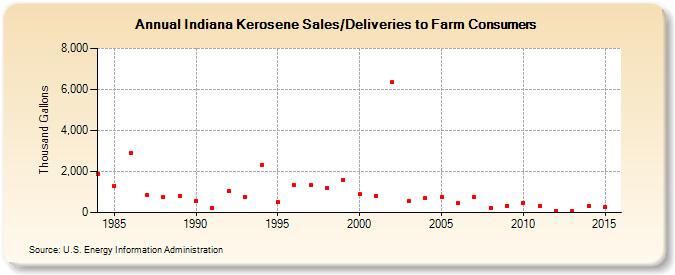 Annual Indiana Kerosene Sales/Deliveries to Farm Consumers
Thousand Gallons
8,000
6,000
4,000
2,000
0
1985 1990 1995 2000 2005 2010 2015
Source: U.S. Energy Information Administration